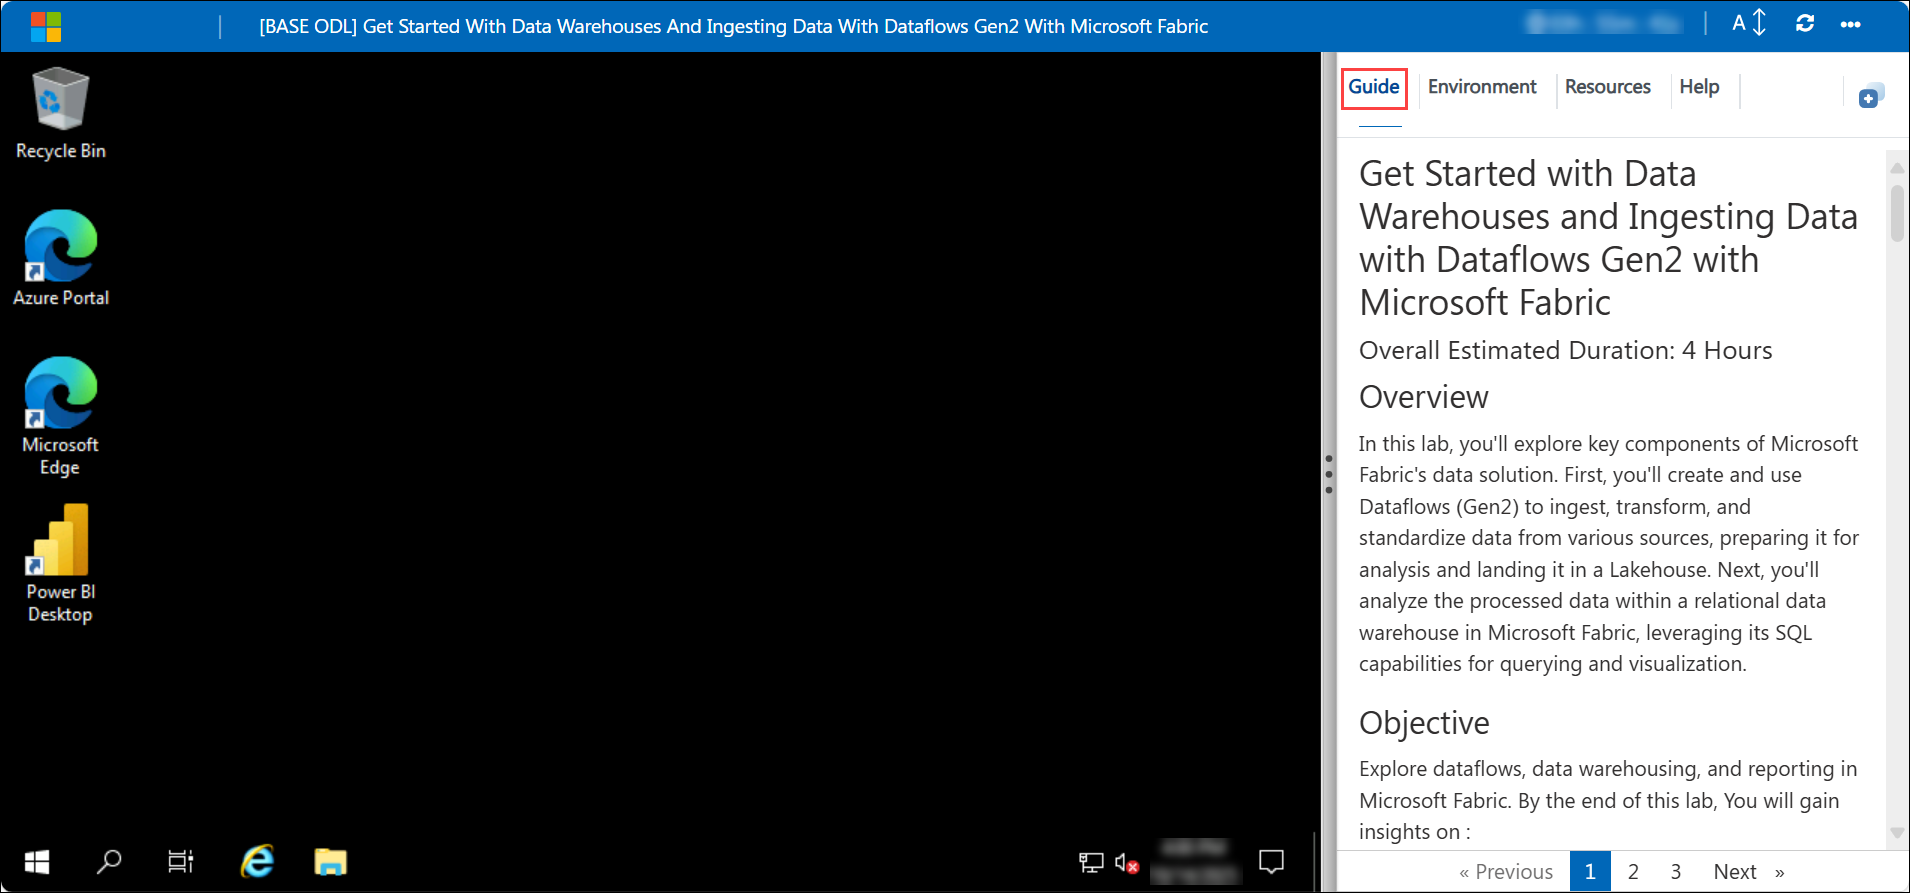 [BASE ODL] Get Started With Data Warehouses And Ingesting Data With Dataflows Gen2 With Microsoft Fabric
A
Recycle Bin
Azure Portal
Microsoft
Edge
Power BI
Desktop
Guide
Environment
Resources
Help
Get Started with Data
Warehouses and Ingesting Data
with Dataflows Gen2 with
Microsoft Fabric
Overall Estimated Duration: 4 Hours
Overview
In this lab, you'll explore key components of Microsoft
Fabric's data solution. First, you'll create and use
Dataflows (Gen2) to ingest, transform, and
standardize data from various sources, preparing it for
analysis and landing it in a Lakehouse. Next, you'll
analyze the processed data within a relational data
warehouse in Microsoft Fabric, leveraging its SQL
capabilities for querying and visualization.
Objective
Explore dataflows, data warehousing, and reporting in
Microsoft Fabric. By the end of this lab, You will gain
insights on :
« Previous 1 2 3 Next »